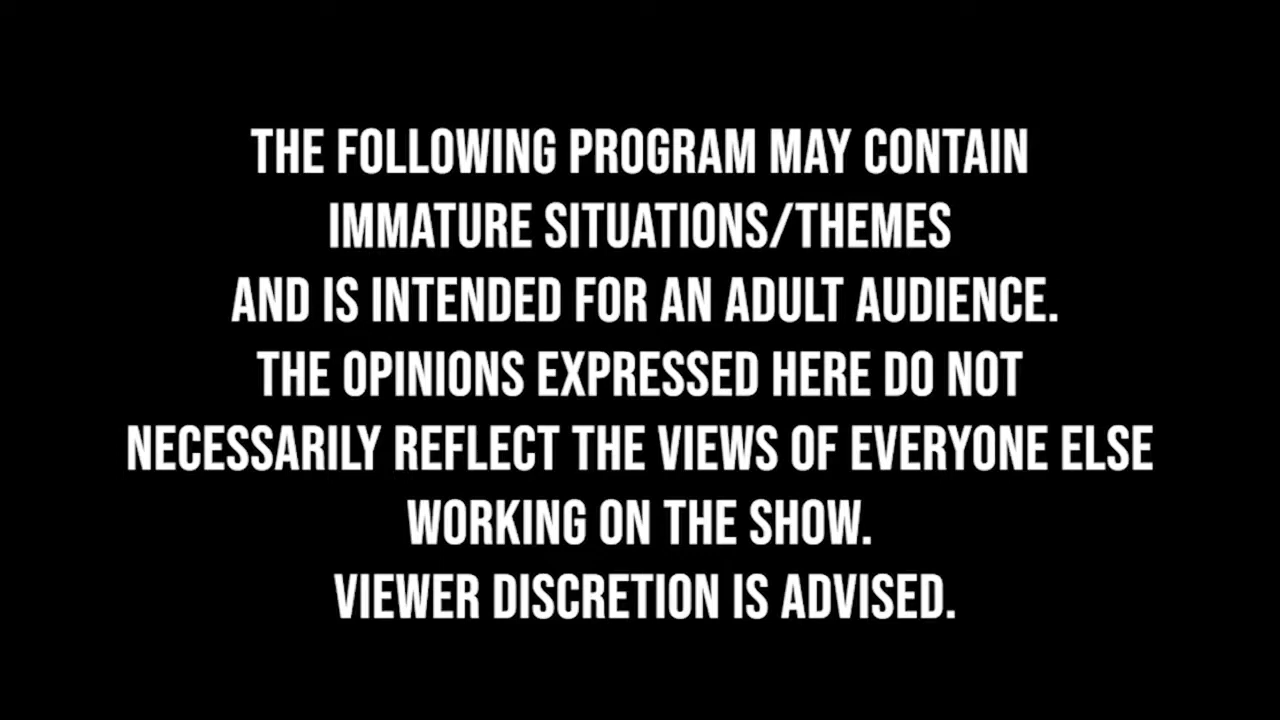 THE FOLLOWING PROGRAM MAY CONTAIN
IMMATURE SITUATIONS/THEMES
AND IS INTENDED FOR AN ADULT AUDIENCE.
THE OPINIONS EXPRESSED HERE DO NOT
NECESSARILY REFLECT THE VIEWS OF EVERYONE ELSE
WORKING ON THE SHOW.
VIEWER DISCRETION IS ADVISED.